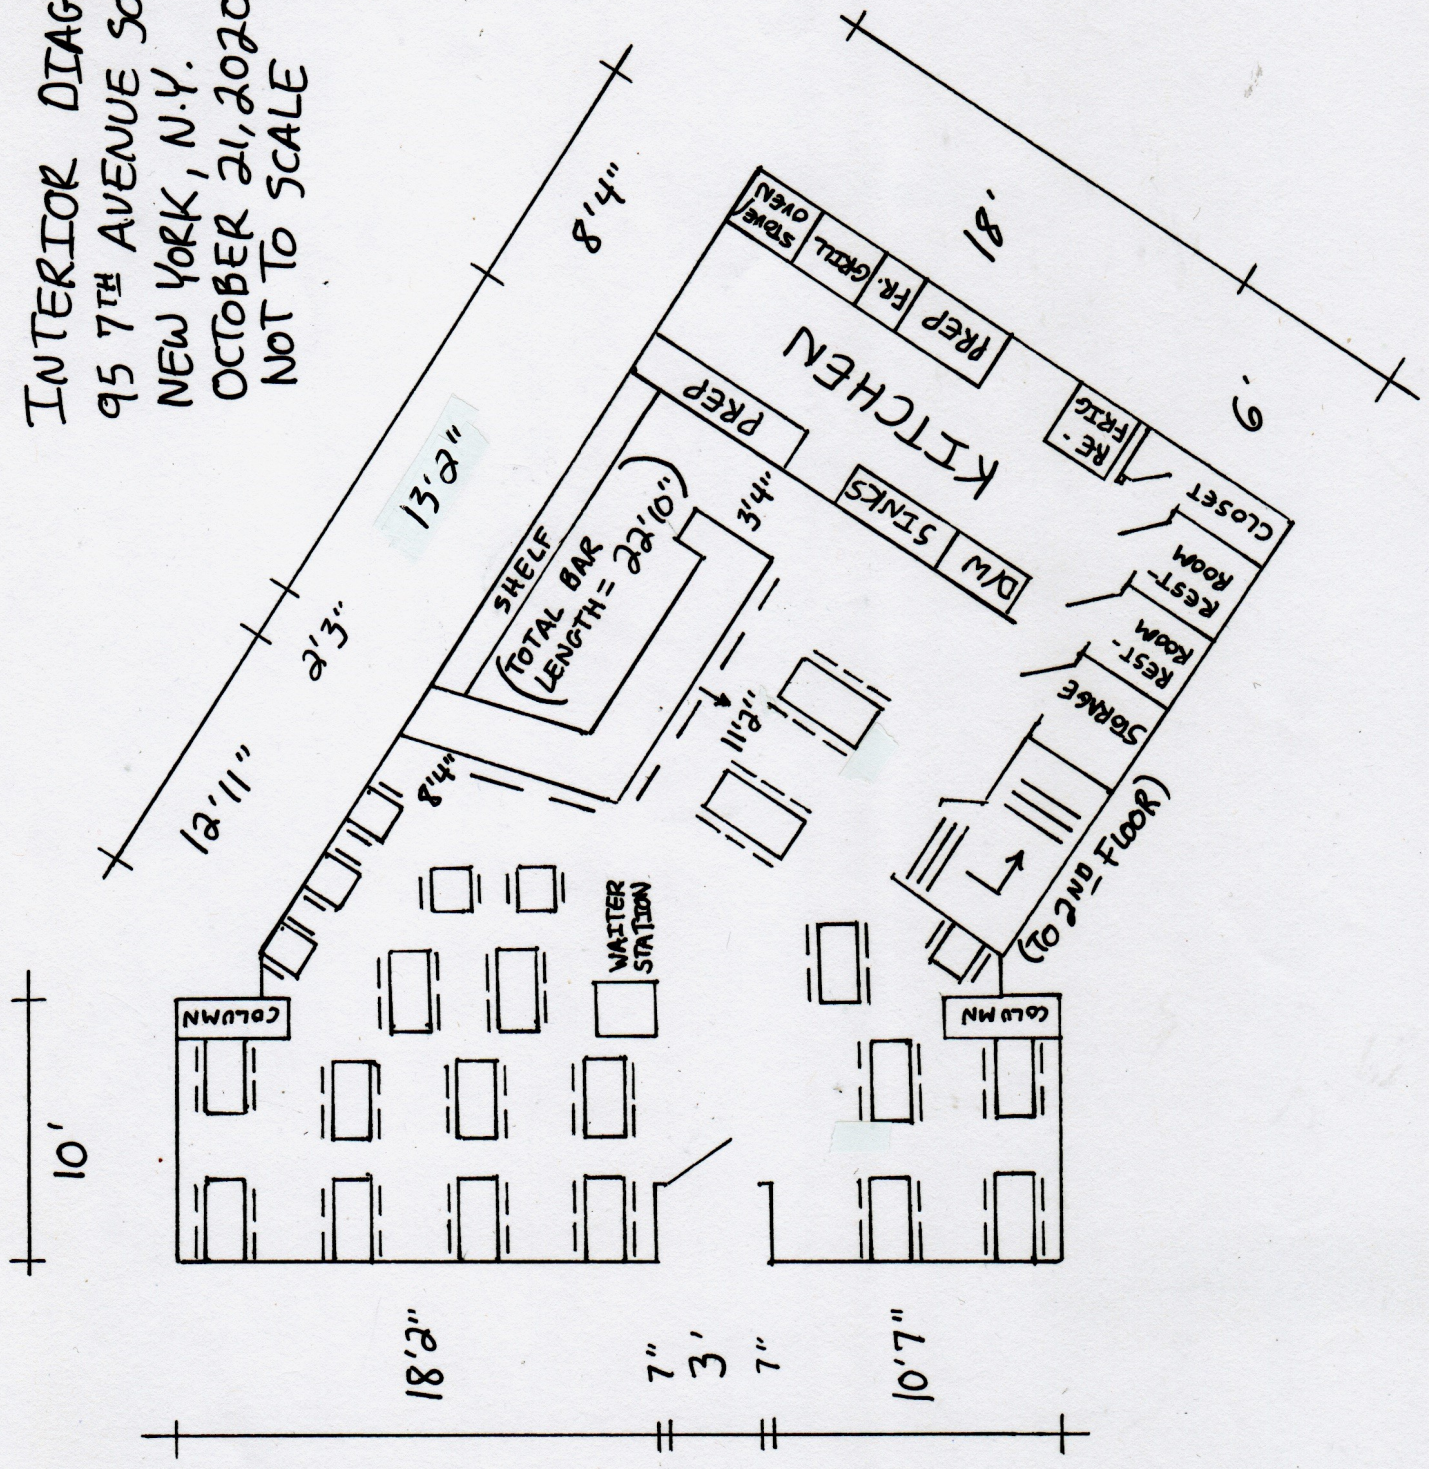 INTERIOR DIAG
95 7TH AVENUE SO
NEW YORK, N.Y.
OCTOBER 21, 2020
NOT TO SCALE
8'4"
13'2"
2'3"
12'11"
18'
6'
10'
18'2"
7"
3'
7"
10'7"
STOVE/
OVEN
GRILL
FR.
PREP
KITCHEN
PREP
RE-
FRIG
SINKS
D/W
CLOSET
REST-
ROOM
REST-
ROOM
STORAGE
(TO 2ND FLOOR)
SHELF
(TOTAL BAR
LENGTH = 22'10")
3'4"
11'2"
8'4"
WAITER
STATION
COLUMN
COLUMN